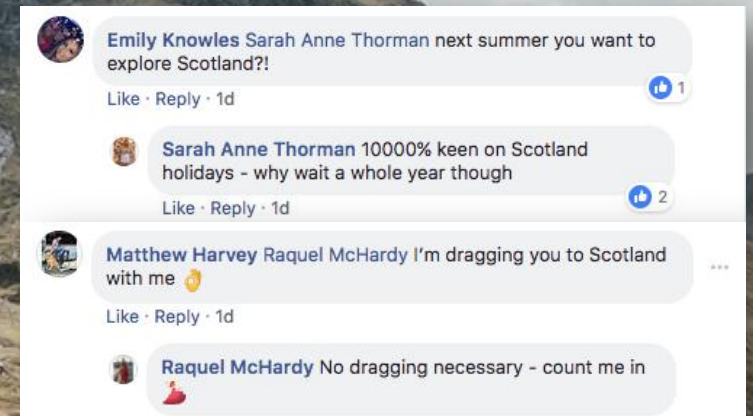 Emily Knowles Sarah Anne Thorman next summer you want to
explore Scotland?!
1
Like · Reply · 1d
Sarah Anne Thorman 10000% keen on Scotland
holidays - why wait a whole year though
2
Like · Reply · 1d
Matthew Harvey Raquel McHardy I'm dragging you to Scotland
with me 👌
Like · Reply · 1d
Raquel McHardy No dragging necessary - count me in
💃